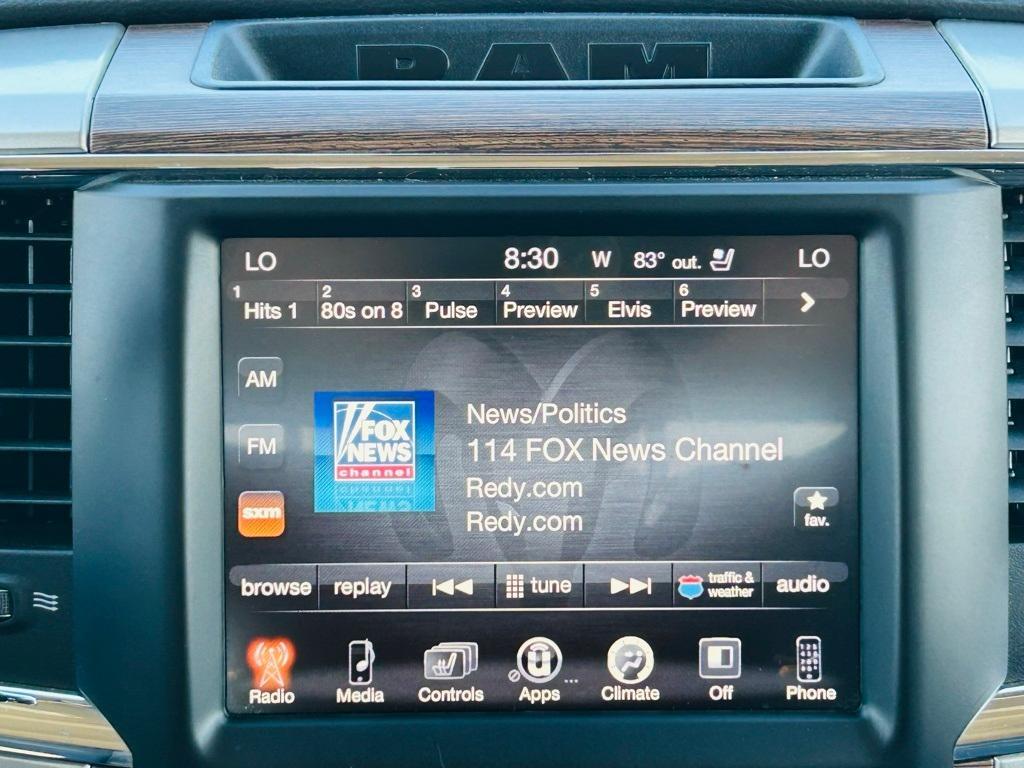 RAM
LO 8:30 W 83° out. LO
1 Hits 1 2 80s on 8 3 Pulse 4 Preview 5 Elvis 6 Preview
AM
FM
sxm
FOX
NEWS
channel
News/Politics
114 FOX News Channel
Redy.com
Redy.com
fav.
browse replay tune traffic & weather audio
Radio Media Controls Apps ... Climate Off Phone